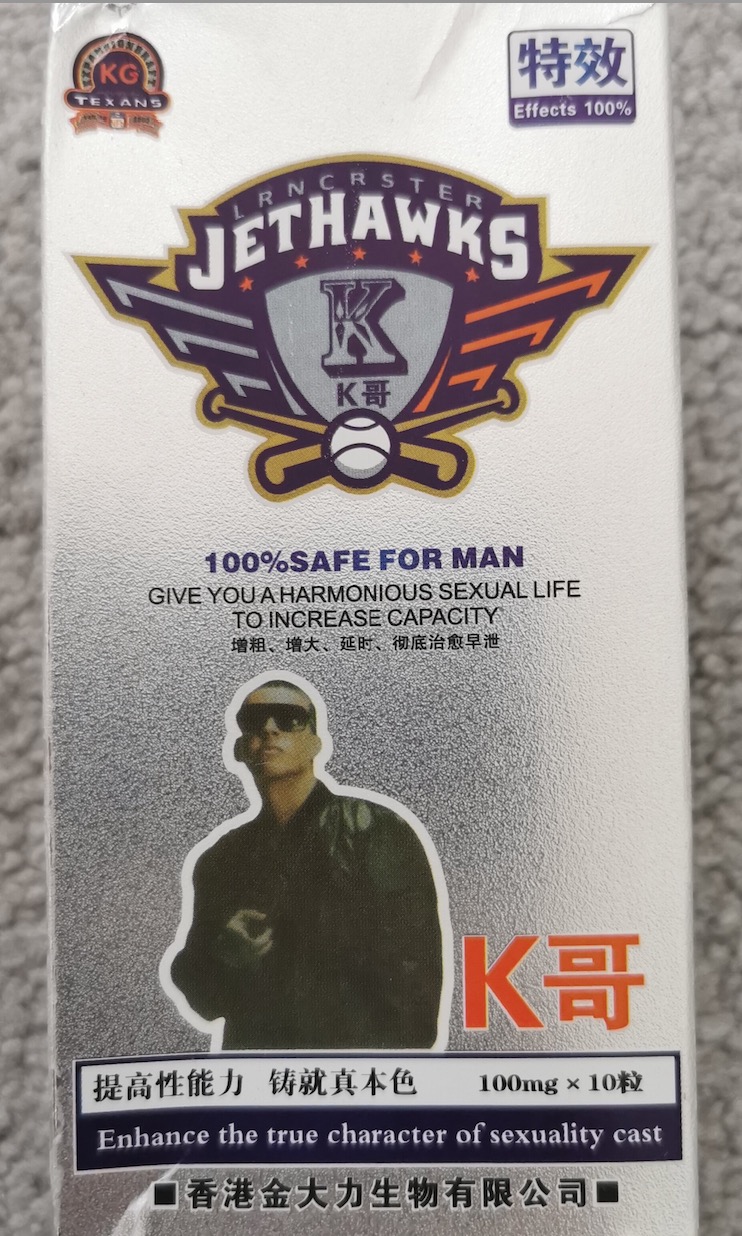 KG
TEXANS
特效
Effects 100%
LRNCRSTER
JETHAWKS
K
K哥
100%SAFE FOR MAN
GIVE YOU A HARMONIOUS SEXUAL LIFE
TO INCREASE CAPACITY
增粗、增大、延时、彻底治愈早泄
K哥
提高性能力 铸就真本色 100mg × 10粒
Enhance the true character of sexuality cast
■香港金大力生物有限公司■